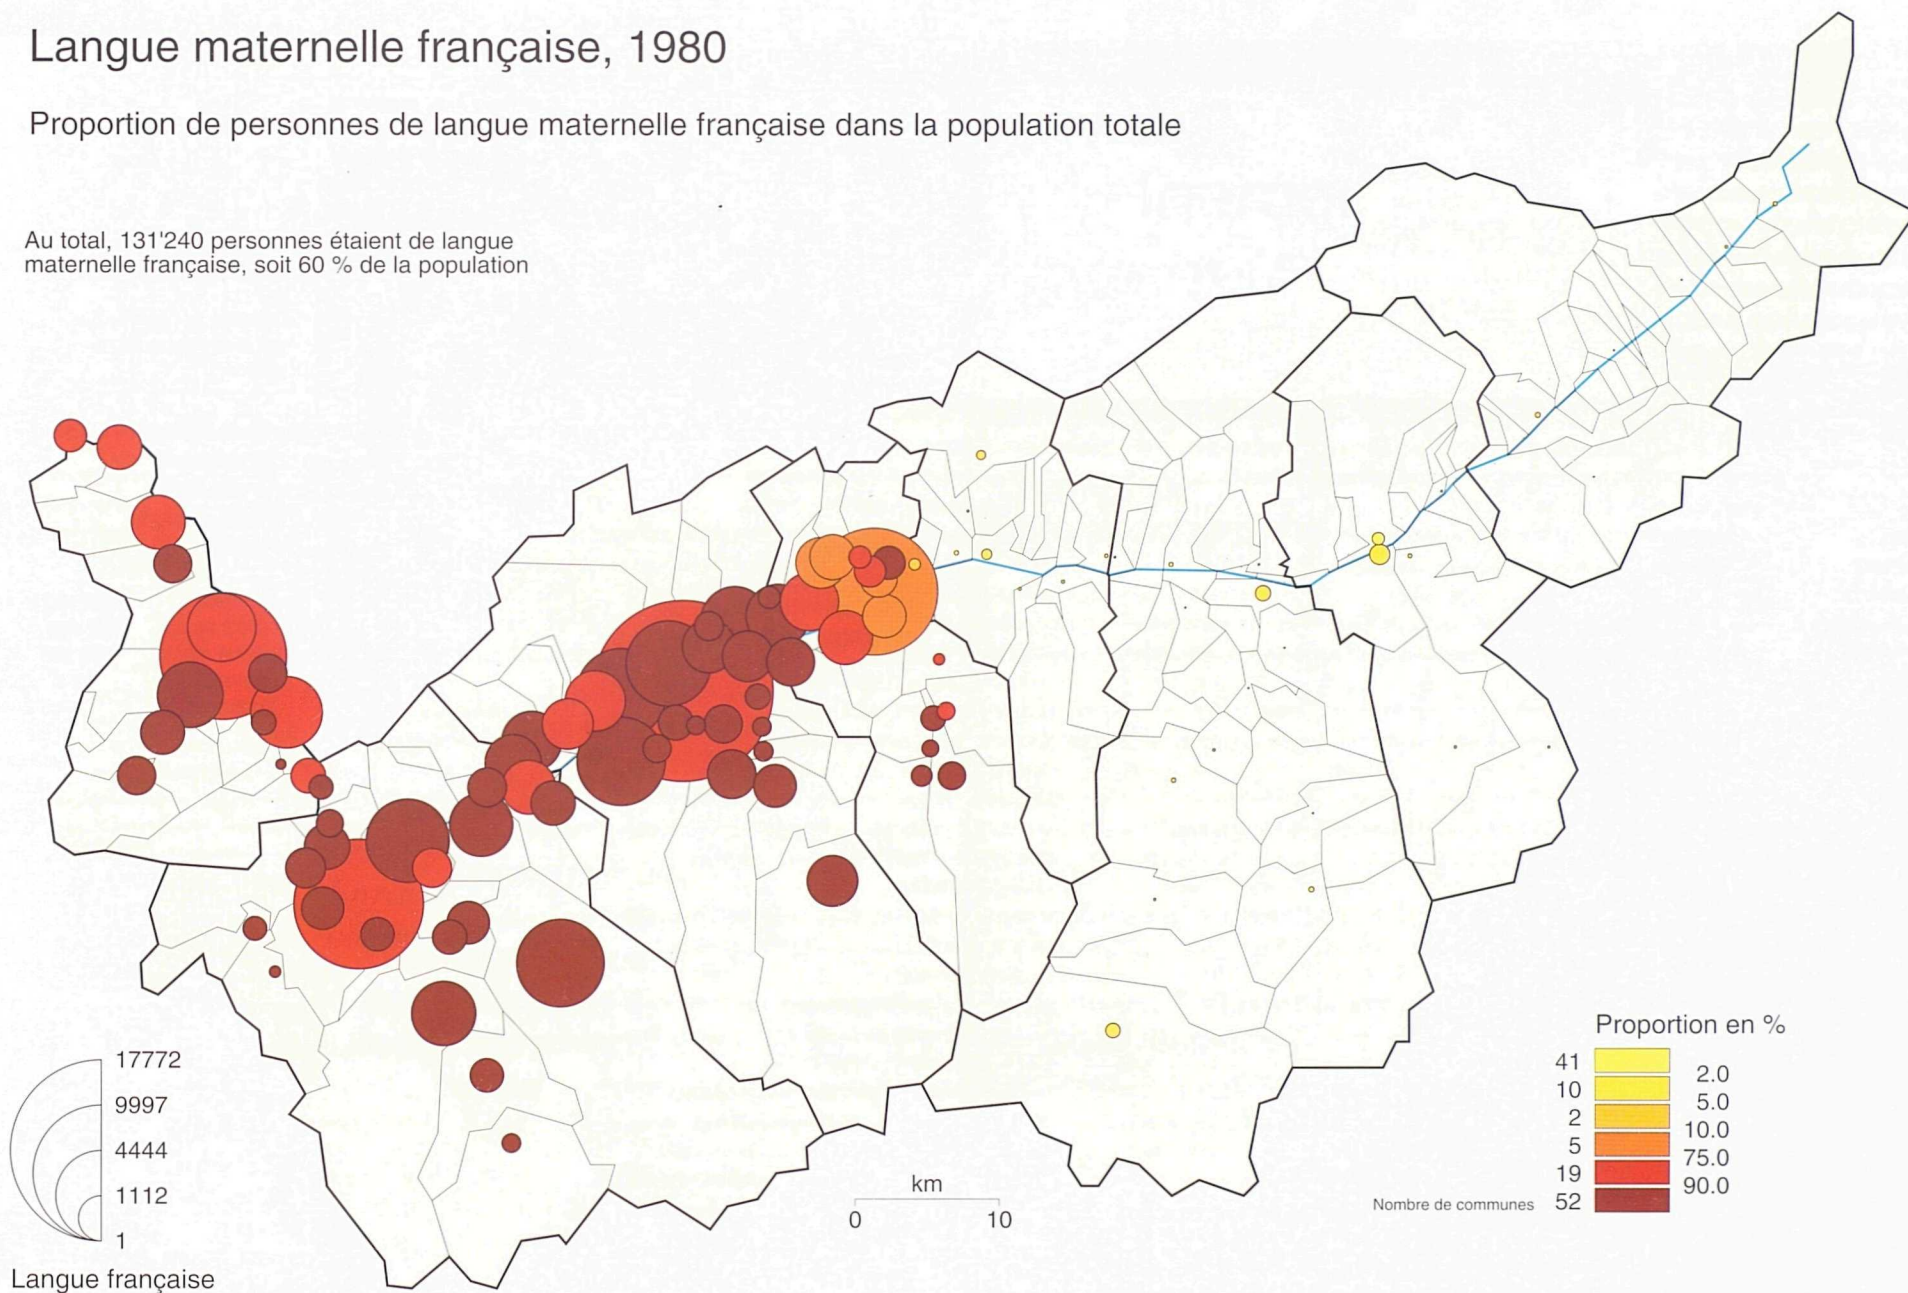 Langue maternelle française, 1980
Proportion de personnes de langue maternelle française dans la population totale
Au total, 131'240 personnes étaient de langue
maternelle française, soit 60 % de la population
17772
9997
4444
1112
1
Langue française
km
0 10
Proportion en %
41
2.0
10
5.0
2
10.0
5
75.0
19
90.0
Nombre de communes 52